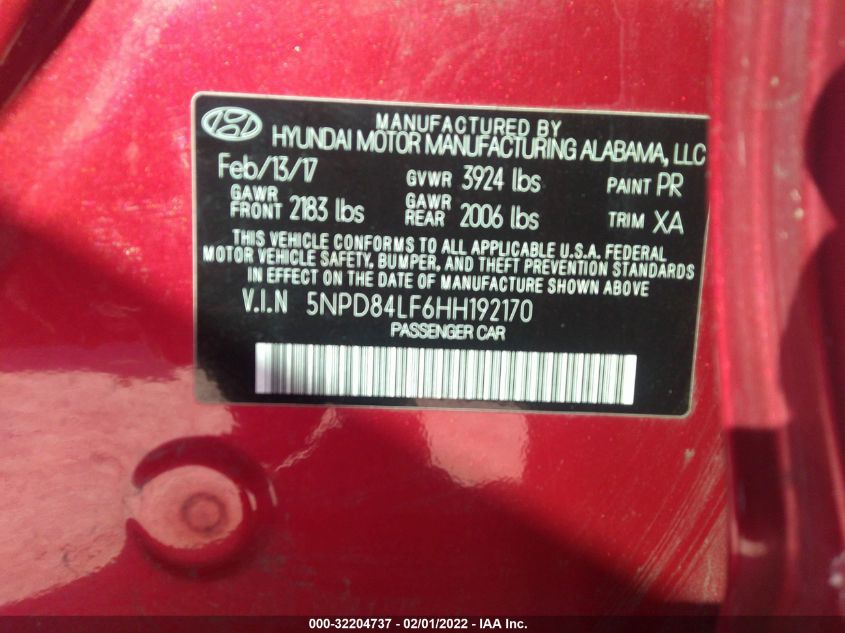 MANUFACTURED BY
HYUNDAI MOTOR MANUFACTURING ALABAMA, LLC
Feb/13/17 GVWR 3924 lbs PAINT PR
GAWR FRONT 2183 lbs GAWR REAR 2006 lbs TRIM XA
THIS VEHICLE CONFORMS TO ALL APPLICABLE U.S.A. FEDERAL
MOTOR VEHICLE SAFETY, BUMPER, AND THEFT PREVENTION STANDARDS
IN EFFECT ON THE DATE OF MANUFACTURE SHOWN ABOVE
V.I.N 5NPD84LF6HH192170
PASSENGER CAR
000-32204737 - 02/01/2022 - IAA Inc.